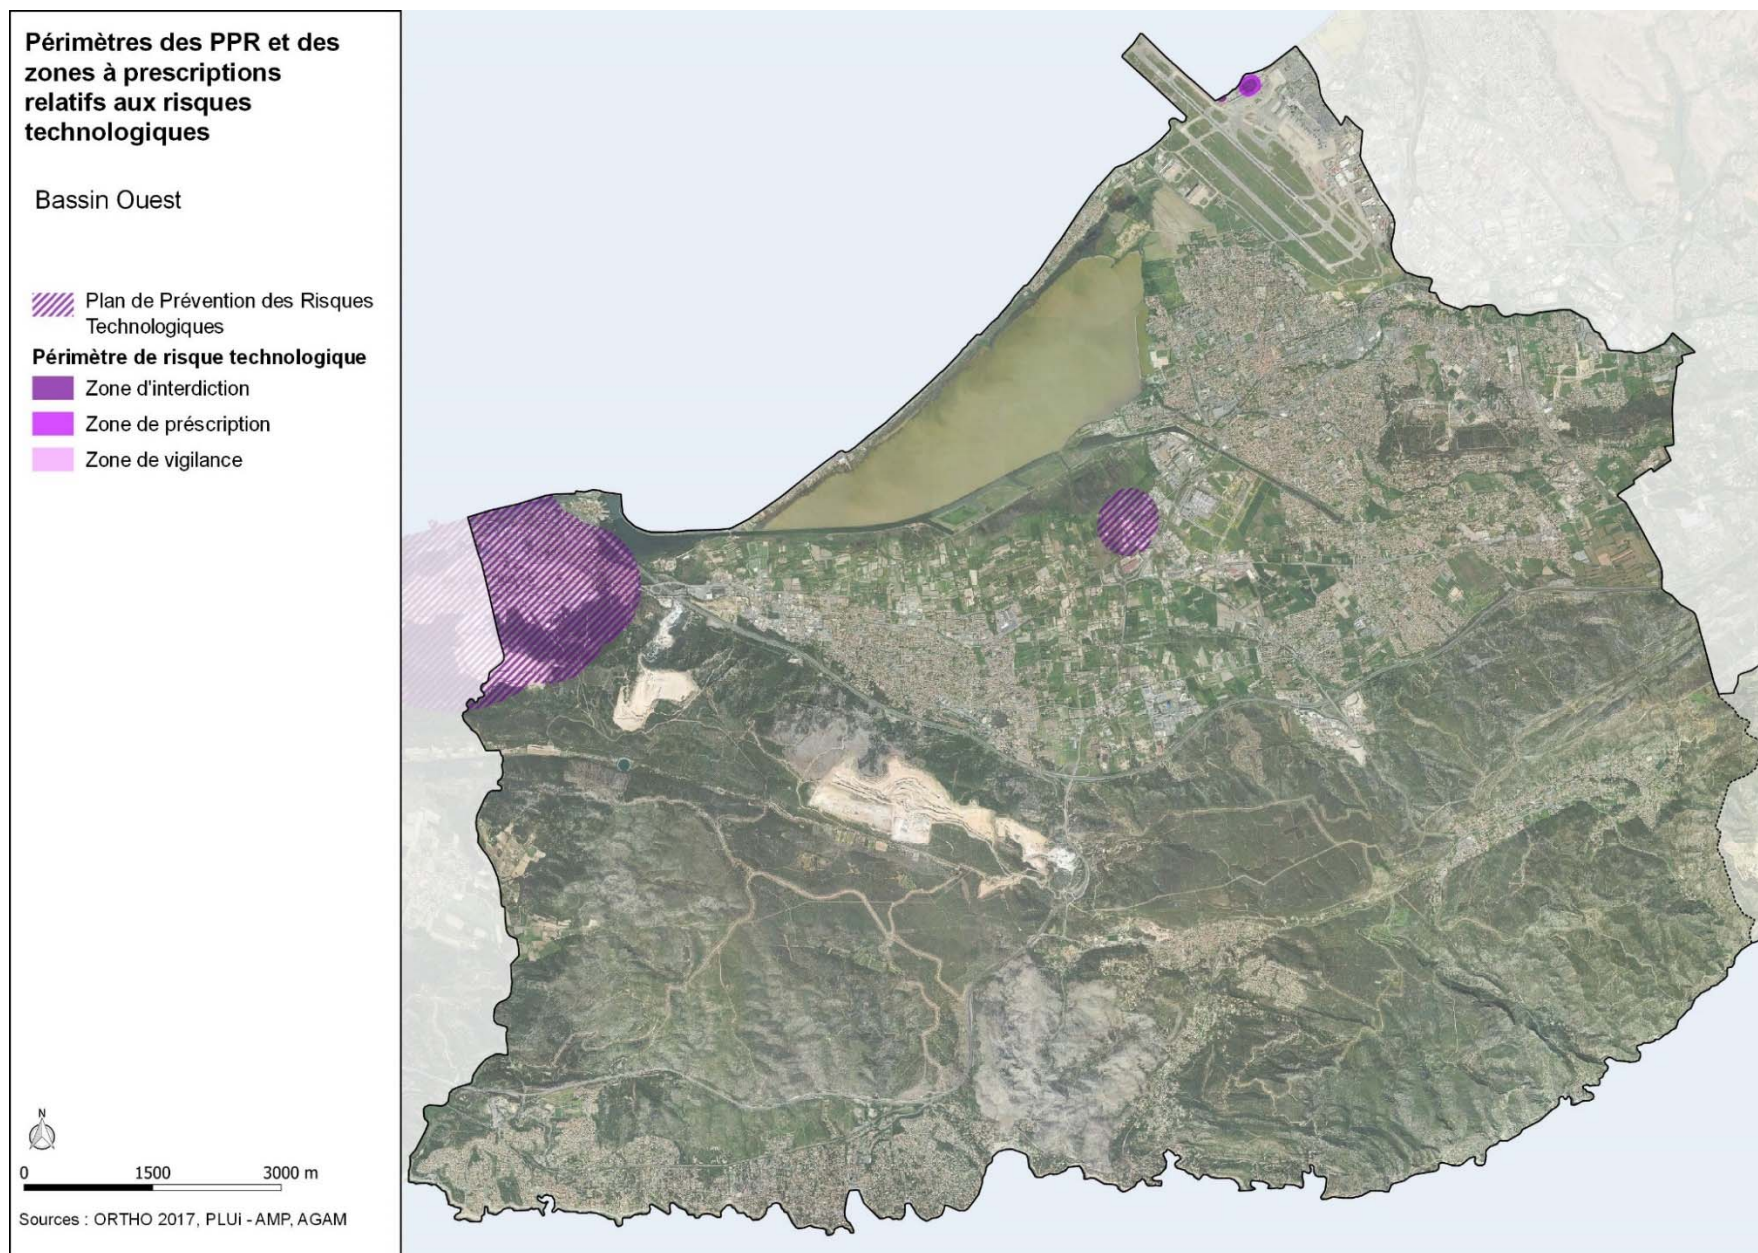 Périmètres des PPR et des
zones à prescriptions
relatifs aux risques
technologiques
Bassin Ouest
Plan de Prévention des Risques
Technologiques
Périmètre de risque technologique
Zone d'interdiction
Zone de préscription
Zone de vigilance
N
0 1500 3000 m
Sources : ORTHO 2017, PLUi - AMP, AGAM